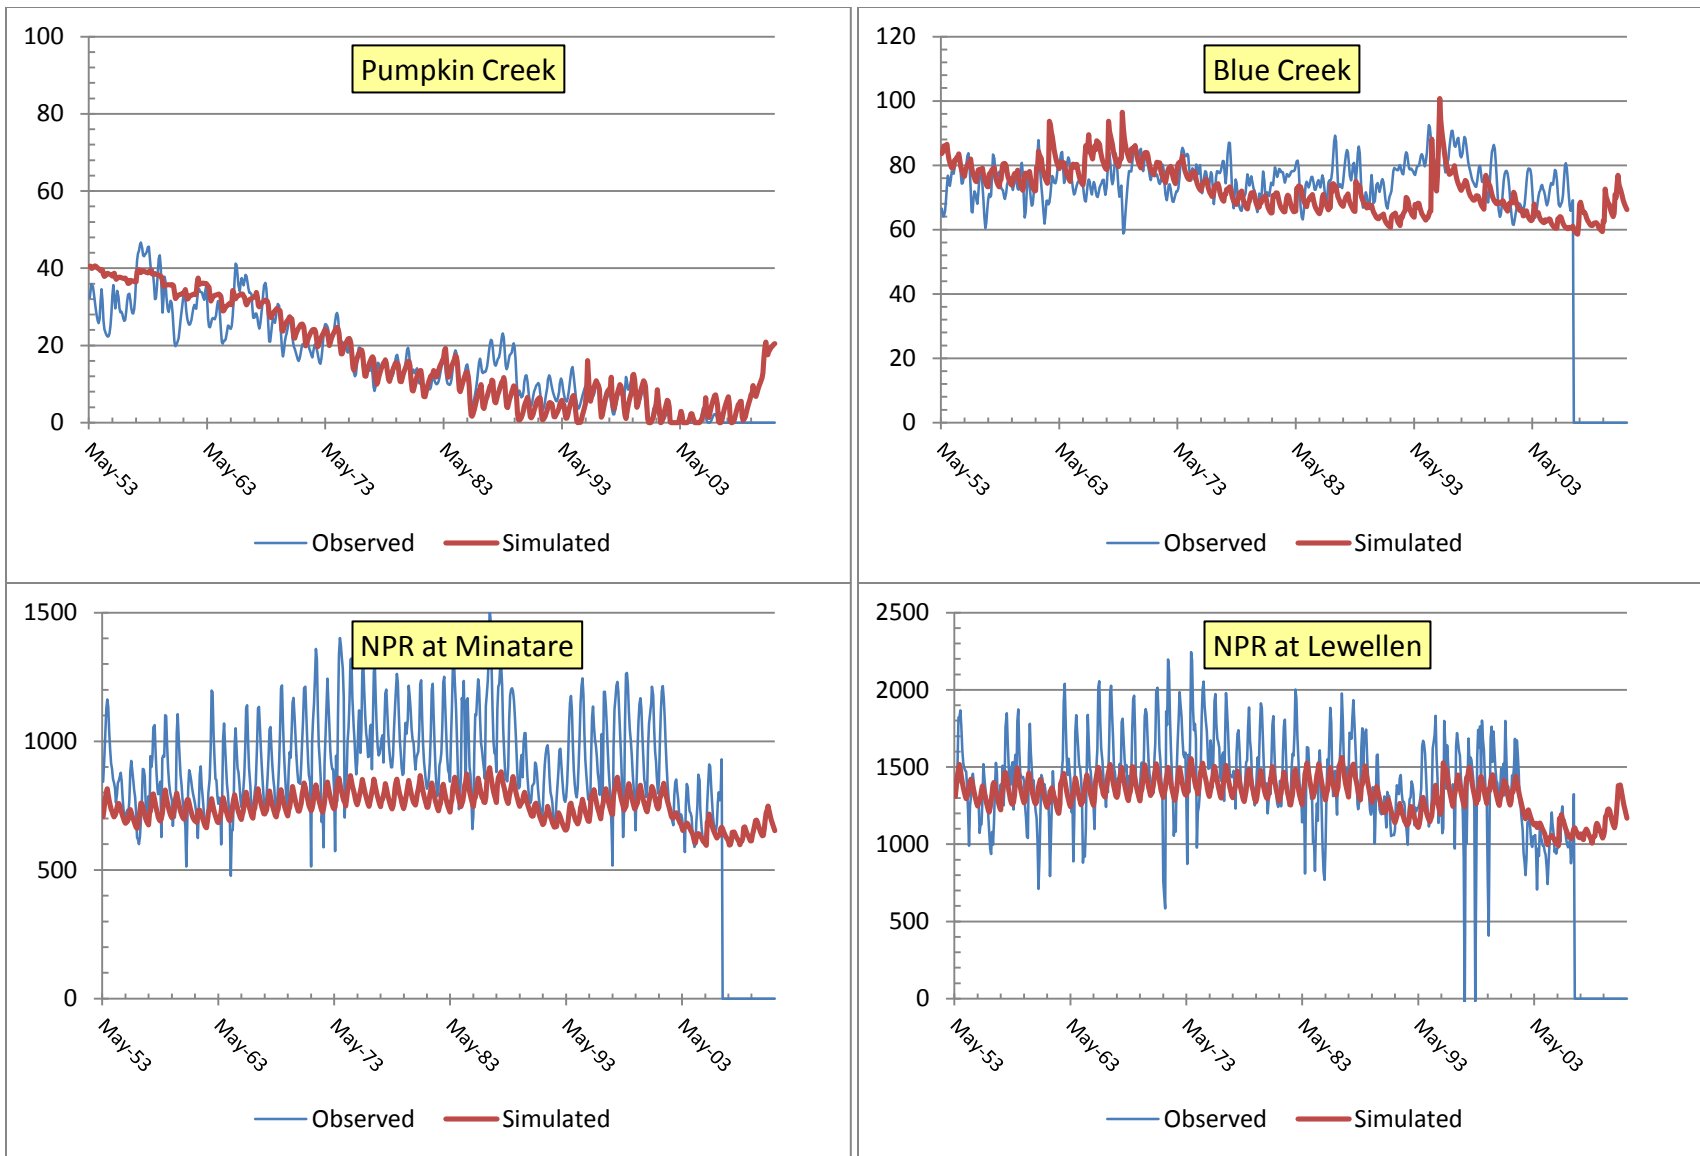 Pumpkin Creek
100
80
60
40
20
0
May-53
May-63
May-73
May-83
May-93
May-03
Observed
Simulated
Blue Creek
120
100
80
60
40
20
0
May-53
May-63
May-73
May-83
May-93
May-03
Observed
Simulated
NPR at Minatare
1500
1000
500
0
May-53
May-63
May-73
May-83
May-93
May-03
Observed
Simulated
NPR at Lewellen
2500
2000
1500
1000
500
0
May-53
May-63
May-73
May-83
May-93
May-03
Observed
Simulated